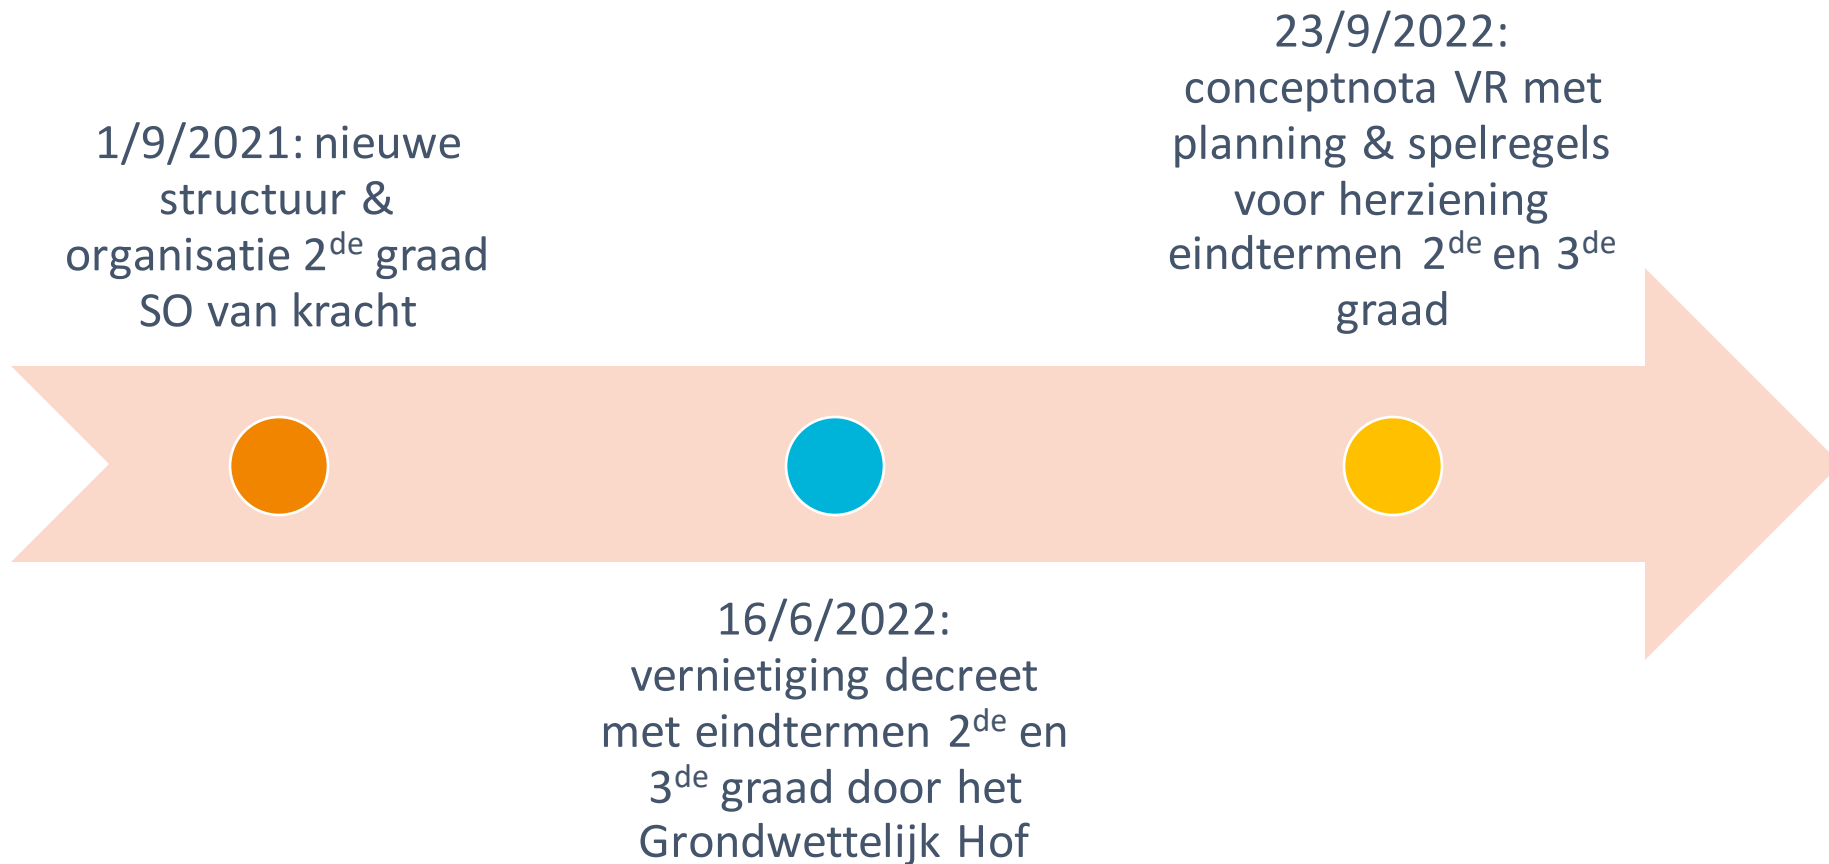 1/9/2021: nieuwe
structuur &
organisatie 2de graad
SO van kracht
16/6/2022:
vernietiging decreet
met eindtermen 2de en
3de graad door het
Grondwettelijk Hof
23/9/2022:
conceptnota VR met
planning & spelregels
voor herziening
eindtermen 2de en 3de
graad